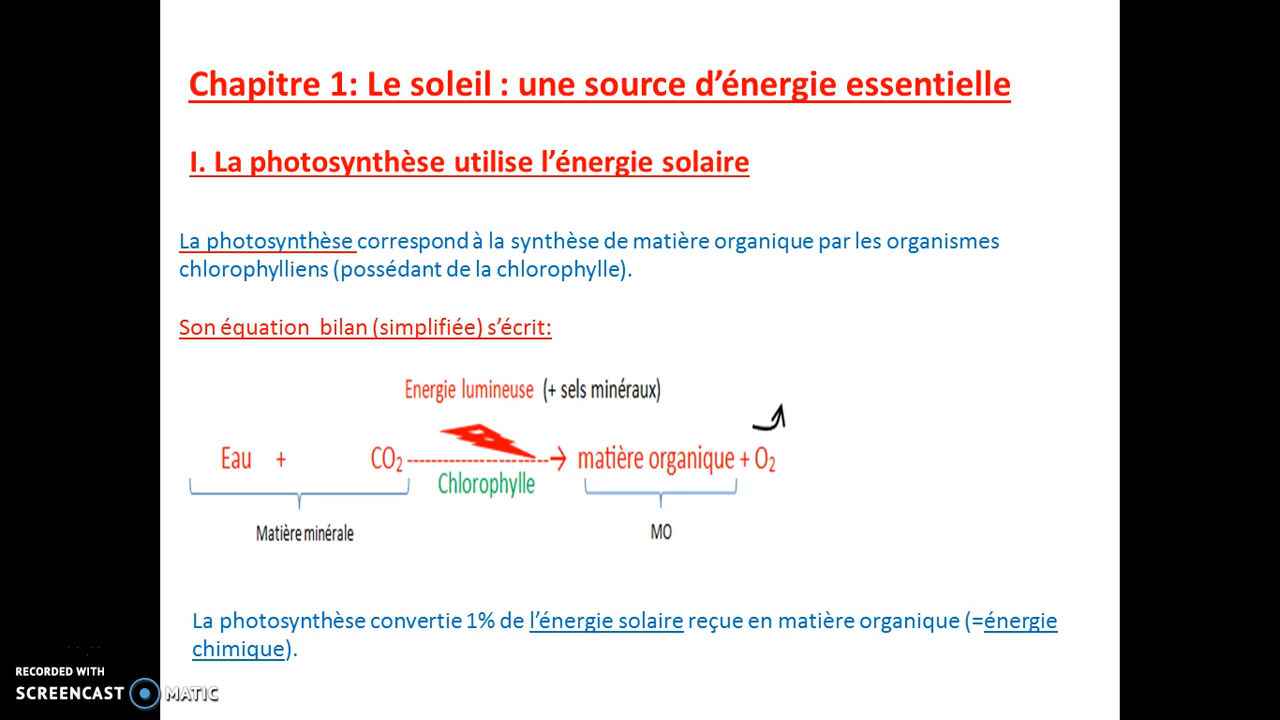 Chapitre 1: Le soleil : une source d’énergie essentielle
I. La photosynthèse utilise l’énergie solaire
La photosynthèse correspond à la synthèse de matière organique par les organismes
chlorophylliens (possédant de la chlorophylle).
Son équation bilan (simplifiée) s’écrit:
Energie lumineuse (+ sels minéraux)
Eau + CO₂ ----------------------→ matière organique + O₂
Chlorophylle
Matière minérale MO
La photosynthèse convertie 1% de l’énergie solaire reçue en matière organique (=énergie
chimique).
RECORDED WITH
SCREENCAST MATIC